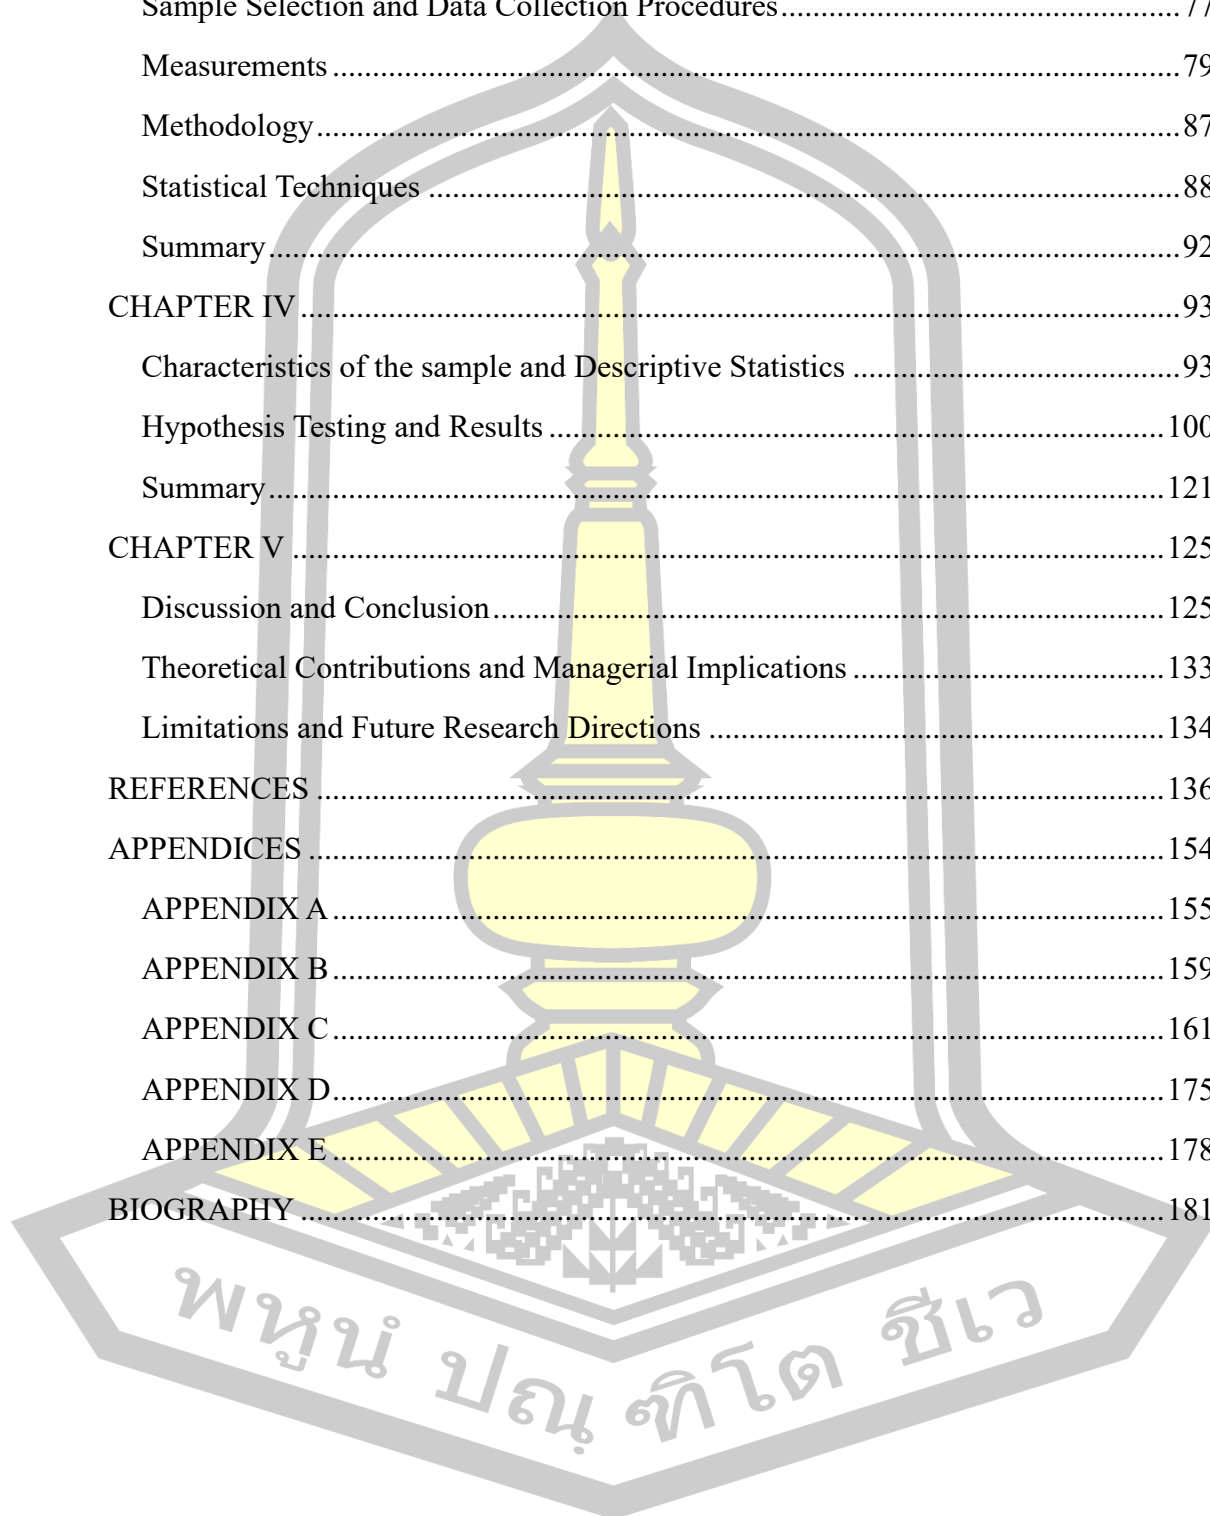 Sample Selection and Data Collection Procedures.................................................. 77
Measurements .......................................................................................................... 79
Methodology............................................................................................................ 87
Statistical Techniques .............................................................................................. 88
Summary.................................................................................................................. 92
CHAPTER IV............................................................................................................. 93
Characteristics of the sample and Descriptive Statistics ......................................... 93
Hypothesis Testing and Results ............................................................................ 100
Summary................................................................................................................ 121
CHAPTER V ............................................................................................................ 125
Discussion and Conclusion................................................................................... 125
Theoretical Contributions and Managerial Implications ...................................... 133
Limitations and Future Research Directions ........................................................ 134
REFERENCES ......................................................................................................... 136
APPENDICES .......................................................................................................... 154
APPENDIX A........................................................................................................ 155
APPENDIX B........................................................................................................ 159
APPENDIX C........................................................................................................ 161
APPENDIX D........................................................................................................ 175
APPENDIX E........................................................................................................ 178
BIOGRAPHY ........................................................................................................... 181
พหูนํ ปณฺ ฑิโต ชีเว